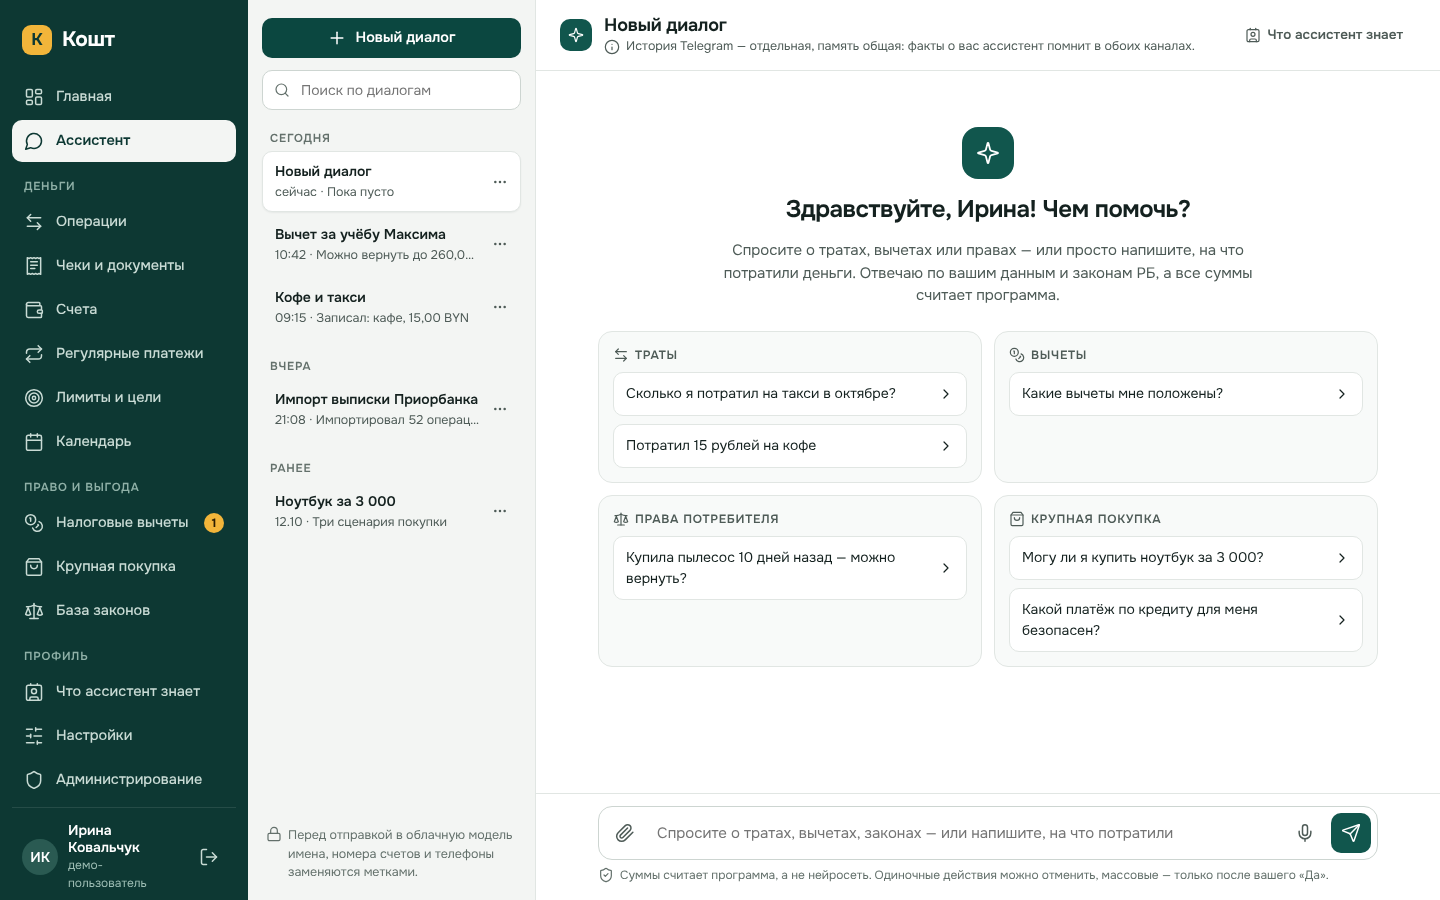 К Кошт
Главная
Ассистент
ДЕНЬГИ
Операции
Чеки и документы
Счета
Регулярные платежи
Лимиты и цели
Календарь
ПРАВО И ВЫГОДА
Налоговые вычеты 1
Крупная покупка
База законов
ПРОФИЛЬ
Что ассистент знает
Настройки
Администрирование
ИК
Ирина
Ковальчук
демо-
пользователь
Новый диалог
Поиск по диалогам
СЕГОДНЯ
Новый диалог
сейчас · Пока пусто
Вычет за учёбу Максима
10:42 · Можно вернуть до 260,0...
Кофе и такси
09:15 · Записал: кафе, 15,00 BYN
ВЧЕРА
Импорт выписки Приорбанка
21:08 · Импортировал 52 операц...
РАНЕЕ
Ноутбук за 3 000
12.10 · Три сценария покупки
Перед отправкой в облачную модель
имена, номера счетов и телефоны
заменяются метками.
Новый диалог
История Telegram — отдельная, память общая: факты о вас ассистент помнит в обоих каналах.
Что ассистент знает
Здравствуйте, Ирина! Чем помочь?
Спросите о тратах, вычетах или правах — или просто напишите, на что
потратили деньги. Отвечаю по вашим данным и законам РБ, а все суммы
считает программа.
ТРАТЫ
Сколько я потратил на такси в октябре?
Потратил 15 рублей на кофе
ВЫЧЕТЫ
Какие вычеты мне положены?
ПРАВА ПОТРЕБИТЕЛЯ
Купила пылесос 10 дней назад — можно
вернуть?
КРУПНАЯ ПОКУПКА
Могу ли я купить ноутбук за 3 000?
Какой платёж по кредиту для меня
безопасен?
Спросите о тратах, вычетах, законах — или напишите, на что потратили
Суммы считает программа, а не нейросеть. Одиночные действия можно отменить, массовые — только после вашего «Да».